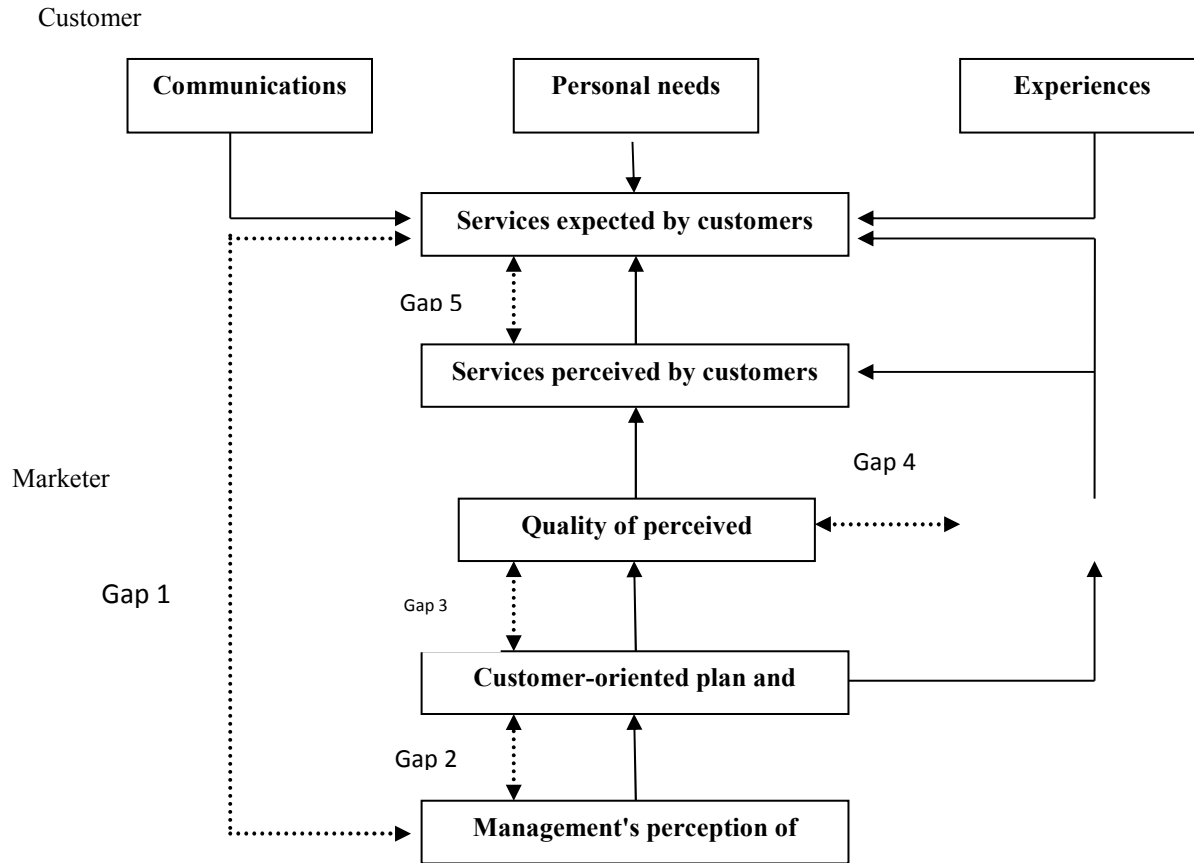 Customer
Communications
Personal needs
Experiences
Services expected by customers
Gap 5
Services perceived by customers
Gap 4
Marketer
Quality of perceived
Gap 1
Gap 3
Customer-oriented plan and
Gap 2
Management's perception of